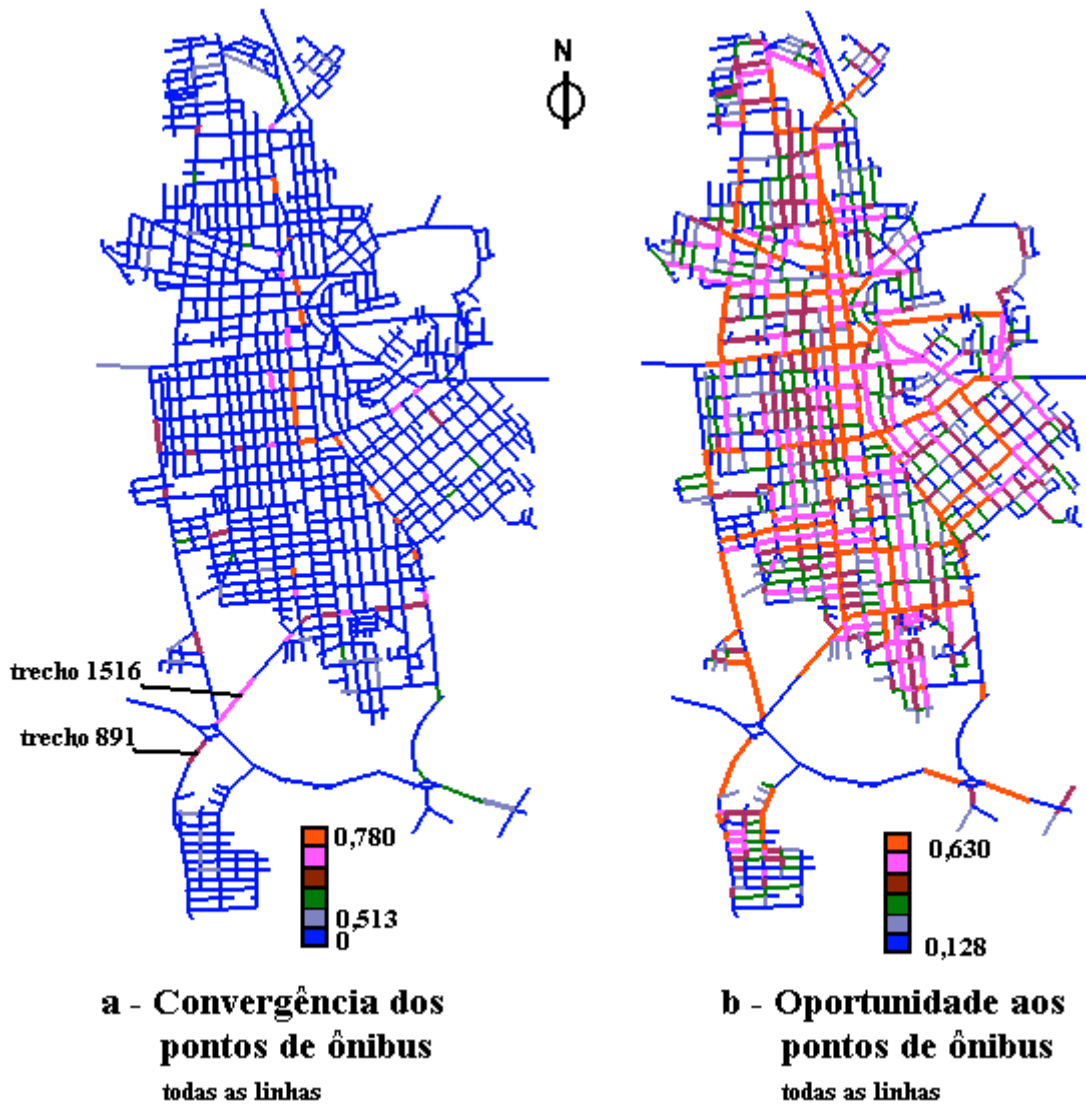 N
trecho 1516
trecho 891
0,780
0,513
0
0,630
0,128
a - Convergência dos
pontos de ônibus
todas as linhas
b - Oportunidade aos
pontos de ônibus
todas as linhas